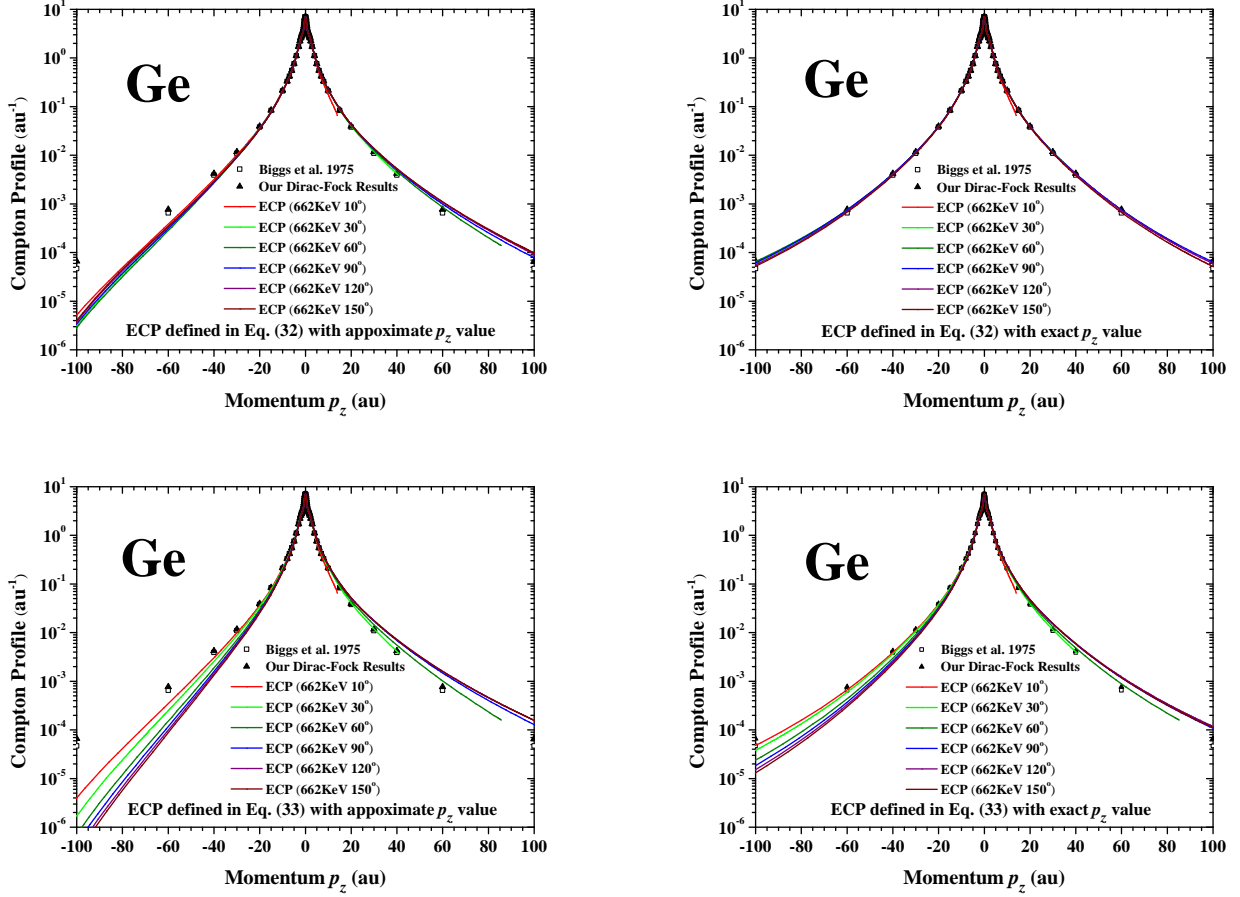 Ge
Compton Profile (au⁻¹)
10¹
10⁰
10⁻¹
10⁻²
10⁻³
10⁻⁴
10⁻⁵
10⁻⁶
Biggs et al. 1975
Our Dirac-Fock Results
ECP (662KeV 10°)
ECP (662KeV 30°)
ECP (662KeV 60°)
ECP (662KeV 90°)
ECP (662KeV 120°)
ECP (662KeV 150°)
ECP defined in Eq. (32) with appoximate p_z value
-100 -80 -60 -40 -20 0 20 40 60 80 100
Momentum p_z (au)
Ge
Compton Profile (au⁻¹)
10¹
10⁰
10⁻¹
10⁻²
10⁻³
10⁻⁴
10⁻⁵
10⁻⁶
Biggs et al. 1975
Our Dirac-Fock Results
ECP (662KeV 10°)
ECP (662KeV 30°)
ECP (662KeV 60°)
ECP (662KeV 90°)
ECP (662KeV 120°)
ECP (662KeV 150°)
ECP defined in Eq. (32) with exact p_z value
-100 -80 -60 -40 -20 0 20 40 60 80 100
Momentum p_z (au)
Ge
Compton Profile (au⁻¹)
10¹
10⁰
10⁻¹
10⁻²
10⁻³
10⁻⁴
10⁻⁵
10⁻⁶
Biggs et al. 1975
Our Dirac-Fock Results
ECP (662KeV 10°)
ECP (662KeV 30°)
ECP (662KeV 60°)
ECP (662KeV 90°)
ECP (662KeV 120°)
ECP (662KeV 150°)
ECP defined in Eq. (33) with appoximate p_z value
-100 -80 -60 -40 -20 0 20 40 60 80 100
Momentum p_z (au)
Ge
Compton Profile (au⁻¹)
10¹
10⁰
10⁻¹
10⁻²
10⁻³
10⁻⁴
10⁻⁵
10⁻⁶
Biggs et al. 1975
Our Dirac-Fock Results
ECP (662KeV 10°)
ECP (662KeV 30°)
ECP (662KeV 60°)
ECP (662KeV 90°)
ECP (662KeV 120°)
ECP (662KeV 150°)
ECP defined in Eq. (33) with exact p_z value
-100 -80 -60 -40 -20 0 20 40 60 80 100
Momentum p_z (au)